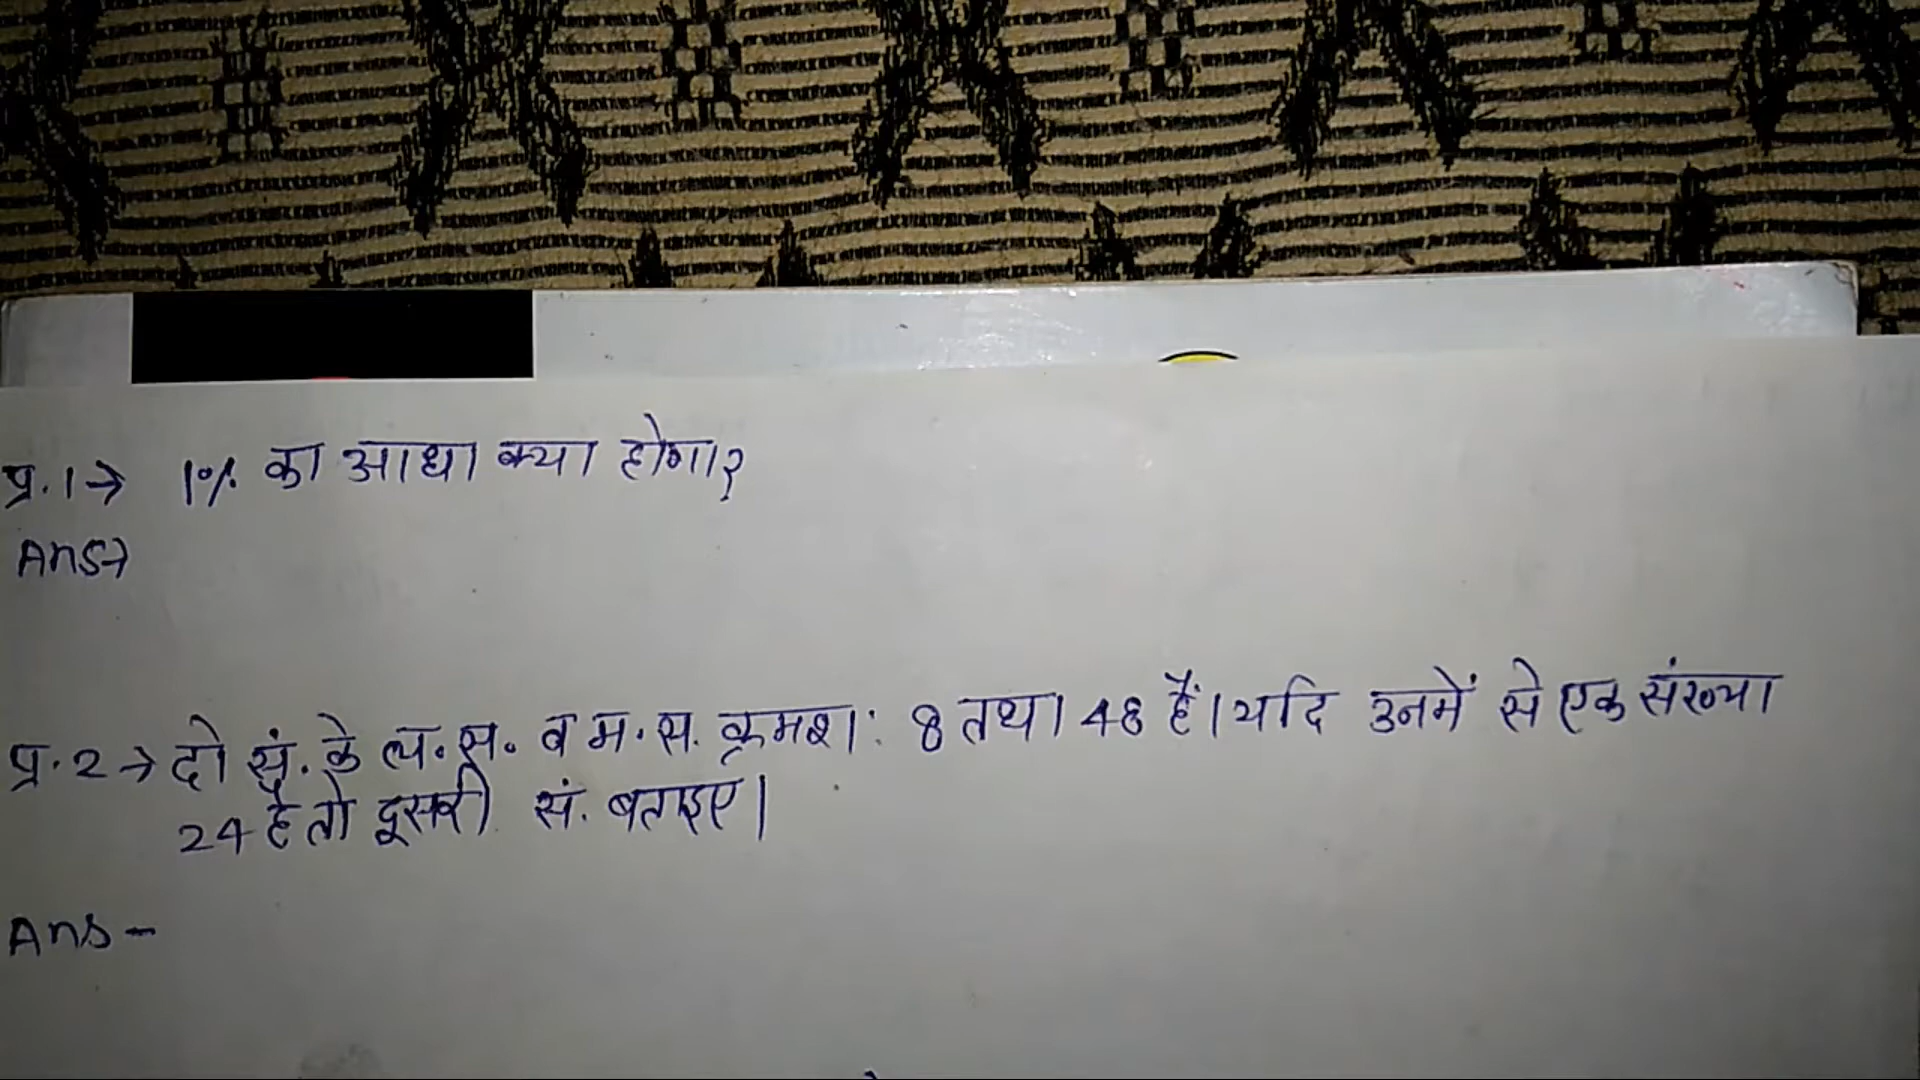 प्र.1→ 1% का आधा क्या होगा?
Ans→
प्र.2→ दो सं. के ल.स. व म.स. क्रमशः 8 तथा 48 हैं। यदि उनमें से एक संख्या
24 है तो दूसरी सं. बताइए।
Ans-